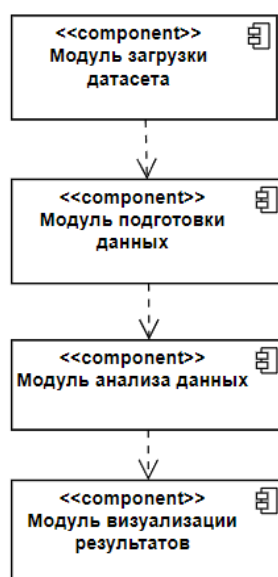 <<component>>
Модуль загрузки
датасета
<<component>>
Модуль подготовки
данных
<<component>>
Модуль анализа данных
<<component>>
Модуль визуализации
результатов